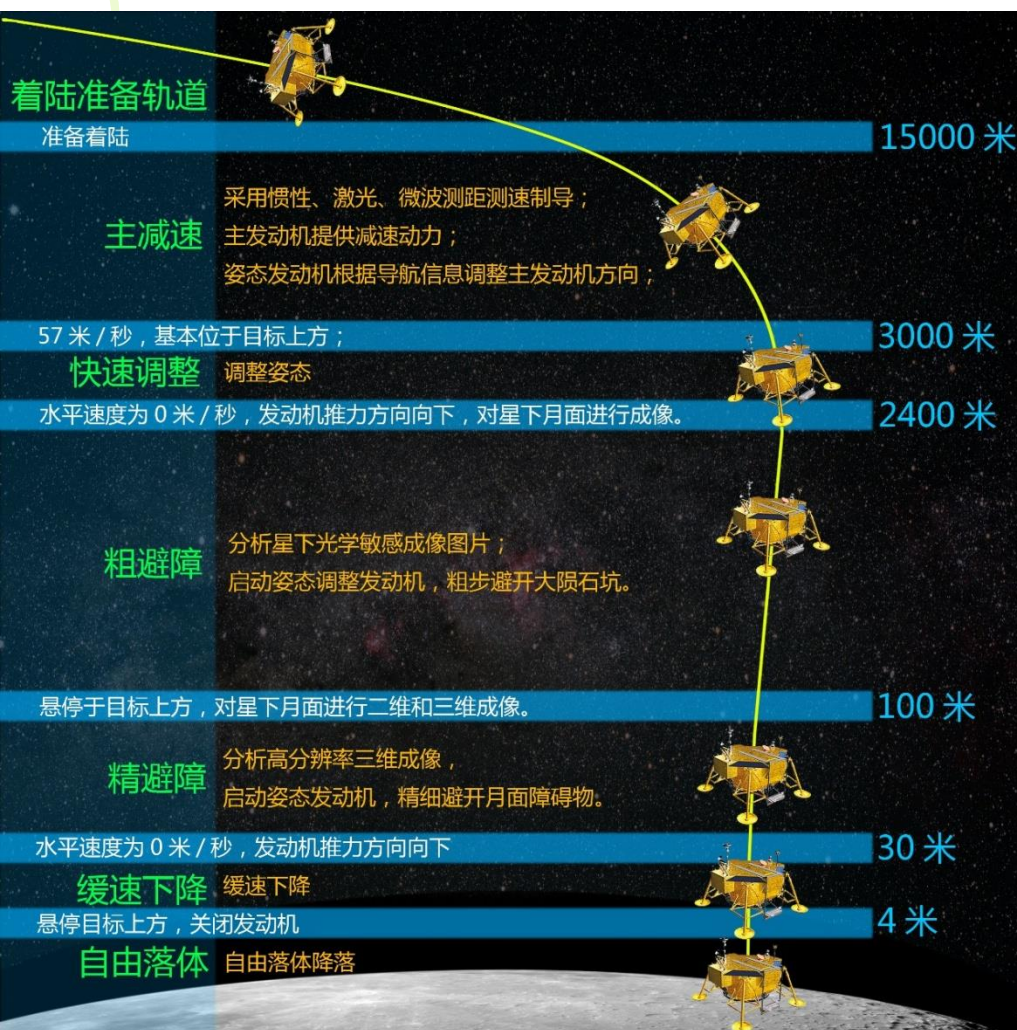 着陆准备轨道
准备着陆
15000 米
采用惯性、激光、微波测距测速制导；
主减速
主发动机提供减速动力；
姿态发动机根据导航信息调整主发动机方向；
57 米 / 秒，基本位于目标上方；
3000 米
快速调整
调整姿态
水平速度为 0 米 / 秒，发动机推力方向向下，对星下月面进行成像。
2400 米
粗避障
分析星下光学敏感成像图片；
启动姿态调整发动机，粗步避开大陨石坑。
悬停于目标上方，对星下月面进行二维和三维成像。
100 米
精避障
分析高分辨率三维成像，
启动姿态发动机，精细避开月面障碍物。
水平速度为 0 米 / 秒，发动机推力方向向下
30 米
缓速下降
缓速下降
悬停目标上方，关闭发动机
4 米
自由落体
自由落体降落